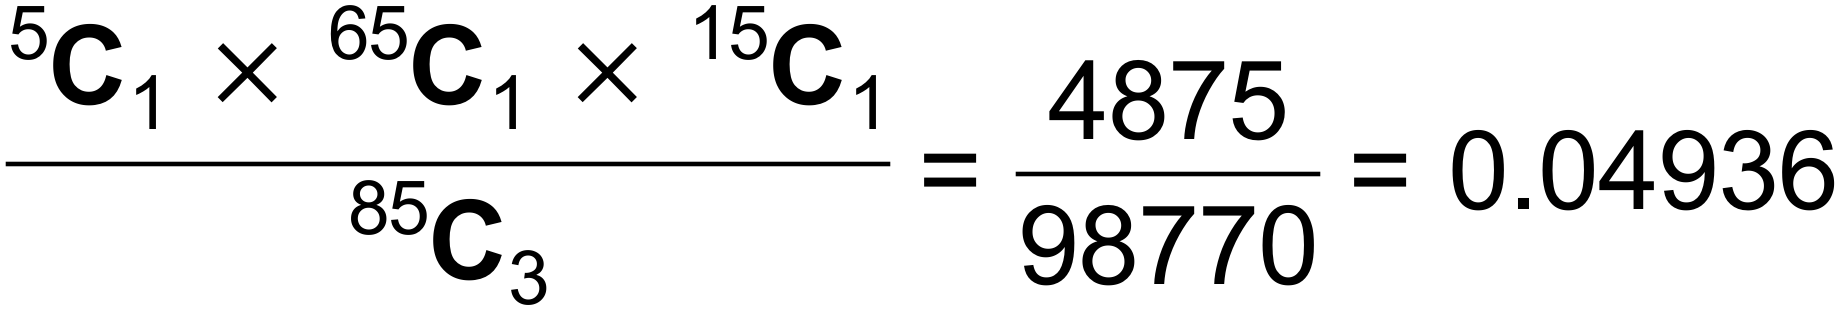 ⁵C₁ × ⁶⁵C₁ × ¹⁵C₁
⁸⁵C₃
= 4875
98770
= 0.04936